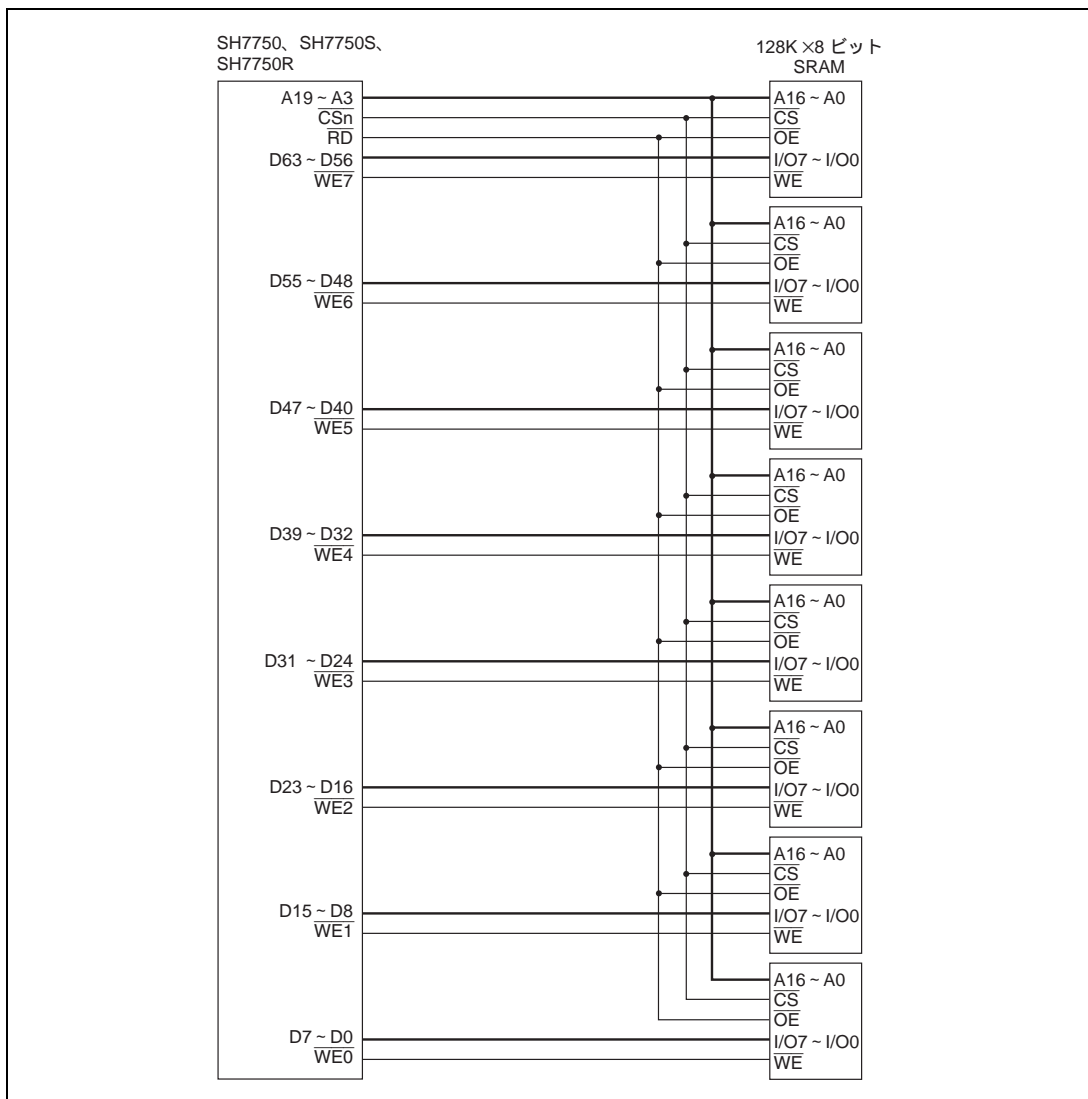 SH7750、SH7750S、
SH7750R
128K ×8 ビット
SRAM
A19 ~ A3
CSn
RD
D63 ~ D56
WE7
A16 ~ A0
CS
OE
I/O7 ~ I/O0
WE
D55 ~ D48
WE6
A16 ~ A0
CS
OE
I/O7 ~ I/O0
WE
D47 ~ D40
WE5
A16 ~ A0
CS
OE
I/O7 ~ I/O0
WE
D39 ~ D32
WE4
A16 ~ A0
CS
OE
I/O7 ~ I/O0
WE
D31 ~ D24
WE3
A16 ~ A0
CS
OE
I/O7 ~ I/O0
WE
D23 ~ D16
WE2
A16 ~ A0
CS
OE
I/O7 ~ I/O0
WE
D15 ~ D8
WE1
A16 ~ A0
CS
OE
I/O7 ~ I/O0
WE
D7 ~ D0
WE0
A16 ~ A0
CS
OE
I/O7 ~ I/O0
WE